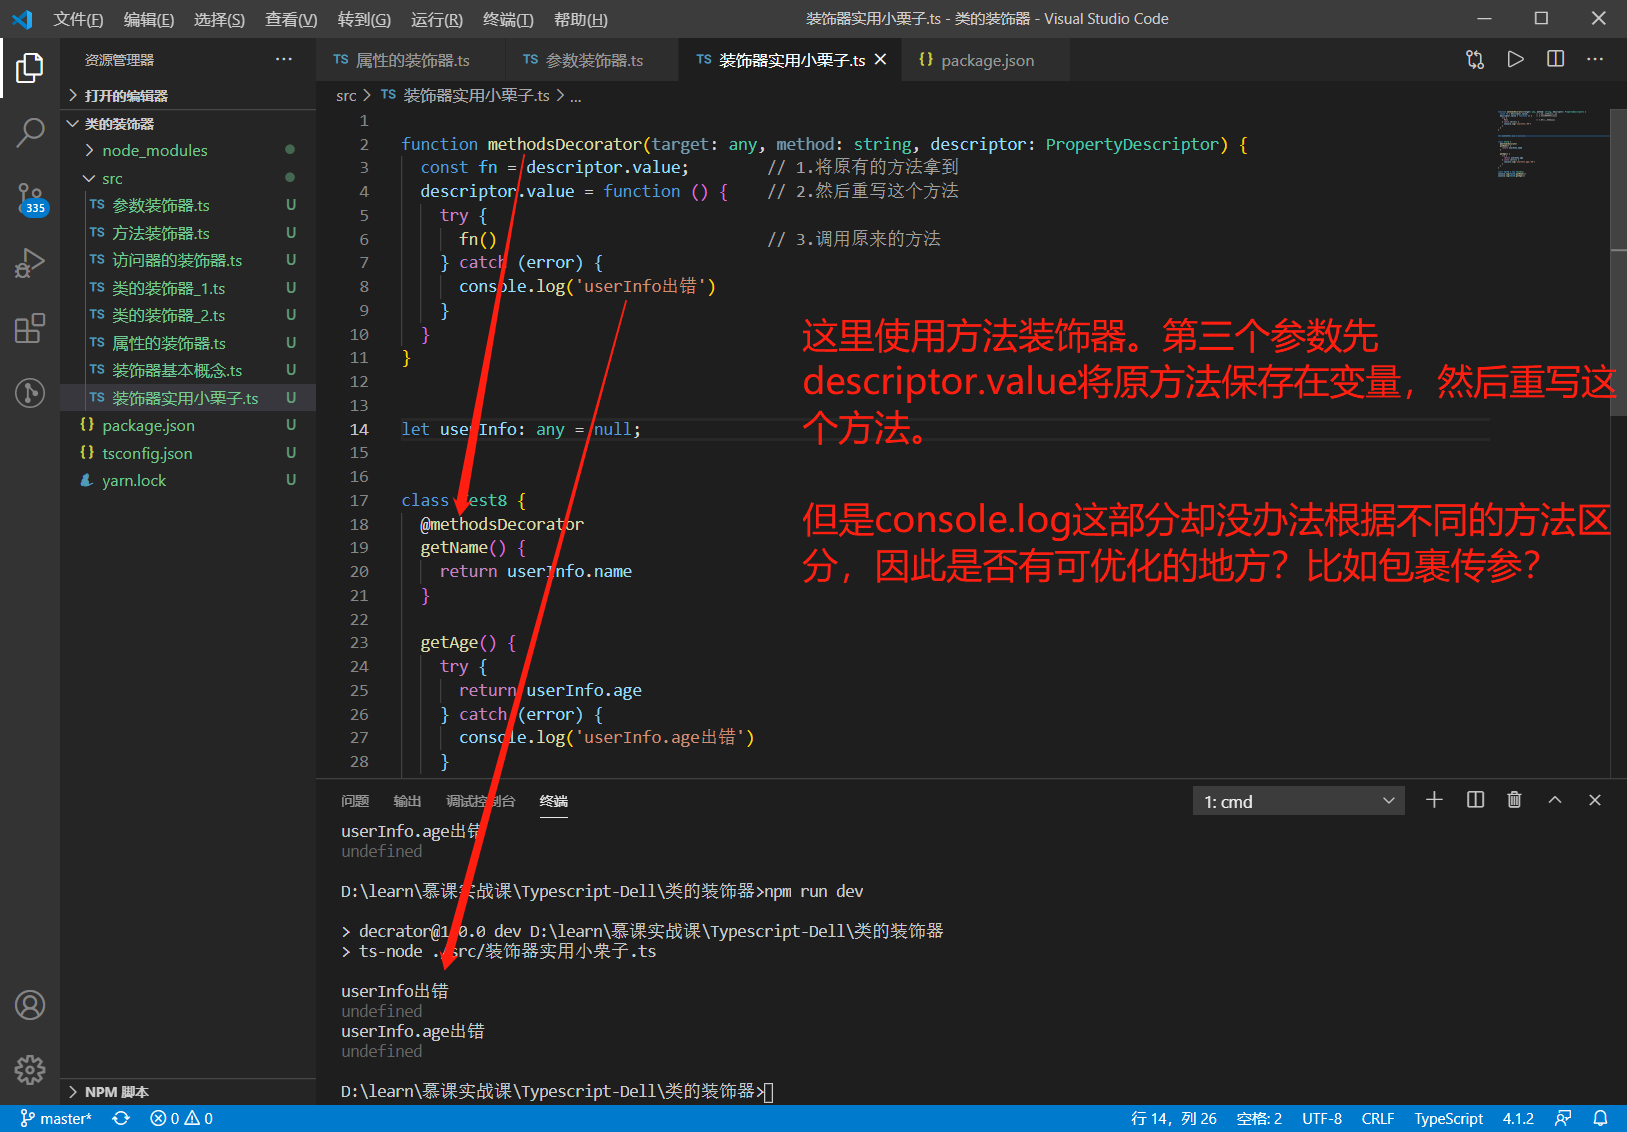 文件(F) 编辑(E) 选择(S) 查看(V) 转到(G) 运行(R) 终端(T) 帮助(H) 装饰器实用小栗子.ts - 类的装饰器 - Visual Studio Code
资源管理器
TS 属性的装饰器.ts TS 参数装饰器.ts TS 装饰器实用小栗子.ts {} package.json
打开的编辑器
类的装饰器
node_modules
src
TS 参数装饰器.ts U
TS 方法装饰器.ts U
TS 访问器的装饰器.ts U
TS 类的装饰器_1.ts U
TS 类的装饰器_2.ts U
TS 属性的装饰器.ts U
TS 装饰器基本概念.ts U
TS 装饰器实用小栗子.ts U
{} package.json U
{} tsconfig.json U
yarn.lock U
NPM 脚本
335
src > TS 装饰器实用小栗子.ts > ...
1
2 function methodsDecorator(target: any, method: string, descriptor: PropertyDescriptor) {
3 const fn = descriptor.value; // 1.将原有的方法拿到
4 descriptor.value = function () { // 2.然后重写这个方法
5 try {
6 fn() // 3.调用原来的方法
7 } catch (error) {
8 console.log('userInfo出错')
9 }
10 }
11 }
12
13
14 let userInfo: any = null;
15
16
17 class Test8 {
18 @methodsDecorator
19 getName() {
20 return userInfo.name
21 }
22
23 getAge() {
24 try {
25 return userInfo.age
26 } catch (error) {
27 console.log('userInfo.age出错')
28 }
这里使用方法装饰器。第三个参数先
descriptor.value将原方法保存在变量，然后重写这
个方法。
但是console.log这部分却没办法根据不同的方法区
分，因此是否有可优化的地方？比如包裹传参？
问题 输出 调试控制台 终端 1: cmd
userInfo.age出错
undefined
D:\learn\慕课实战课\Typescript-Dell\类的装饰器>npm run dev
> decrator@1.0.0 dev D:\learn\慕课实战课\Typescript-Dell\类的装饰器
> ts-node ./src/装饰器实用小栗子.ts
userInfo出错
undefined
userInfo.age出错
undefined
D:\learn\慕课实战课\Typescript-Dell\类的装饰器>
master* 0 0 行 14，列 26 空格: 2 UTF-8 CRLF TypeScript 4.1.2